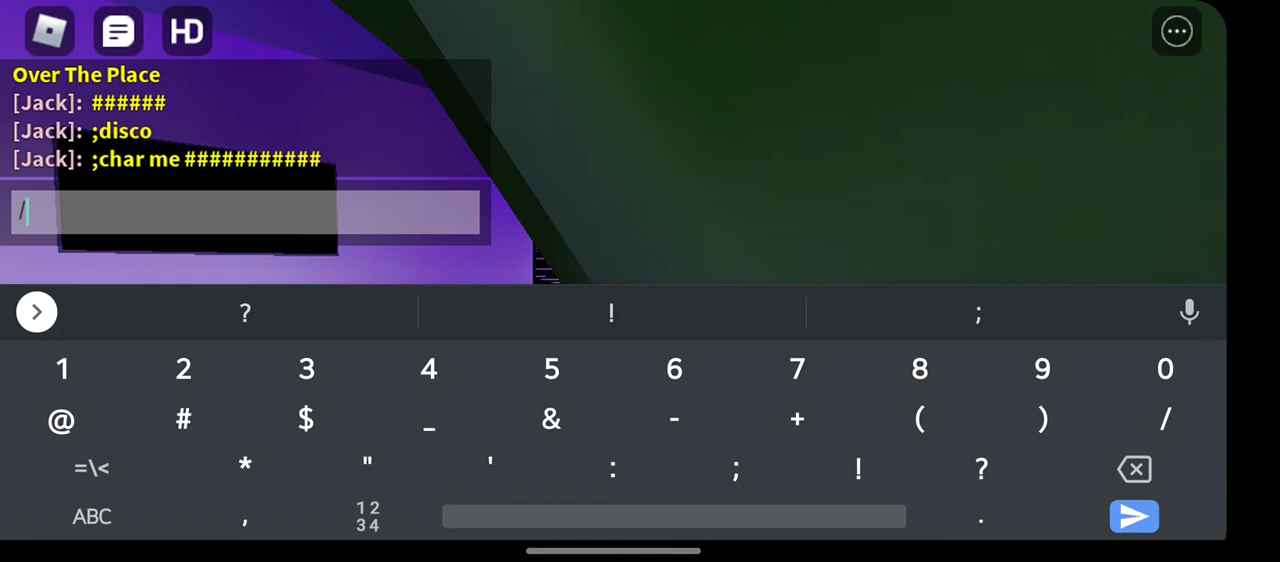 HD
Over The Place
[Jack]: ######
[Jack]: ;disco
[Jack]: ;char me ###########
/
? ! ;
1 2 3 4 5 6 7 8 9 0
@ # $ _ & - + ( ) /
=\< * " ' : ; ! ?
ABC , 12 34 .